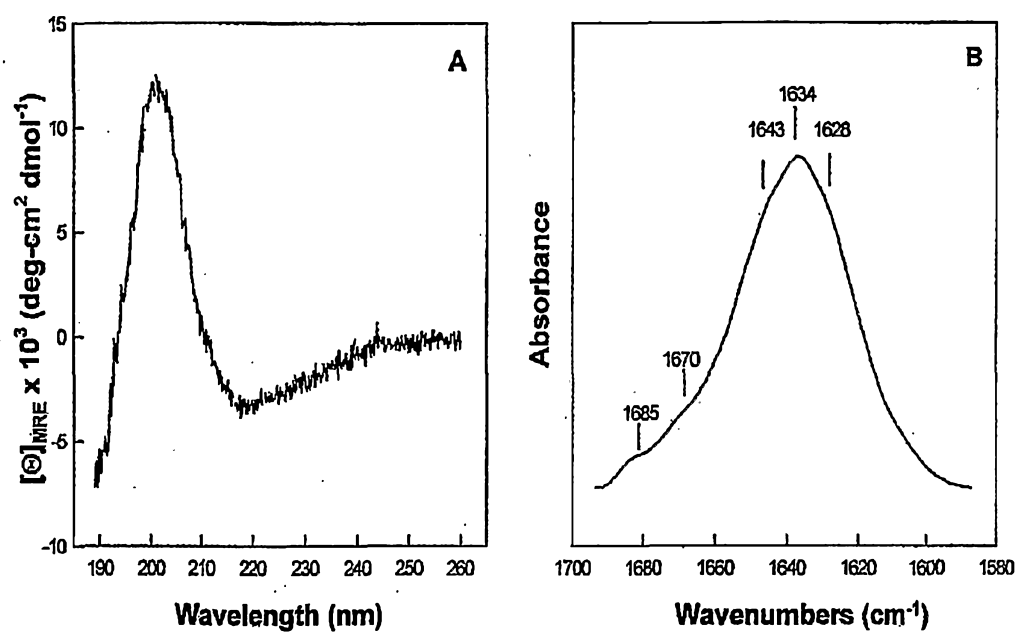 A
15
10
5
0
-5
-10
[Θ]MRE x 10³ (deg-cm² dmol⁻¹)
190 200 210 220 230 240 250 260
Wavelength (nm)
B
1634
1643 1628
1670
1685
Absorbance
1700 1680 1660 1640 1620 1600 1580
Wavenumbers (cm⁻¹)